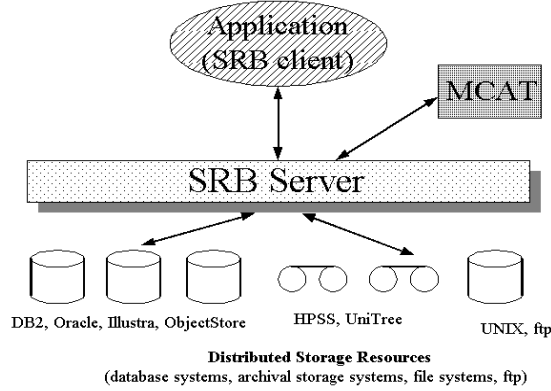 Application
(SRB client)
MCAT
SRB Server
DB2, Oracle, Illustra, ObjectStore
HPSS, UniTree
UNIX, ftp
Distributed Storage Resources
(database systems, archival storage systems, file systems, ftp)